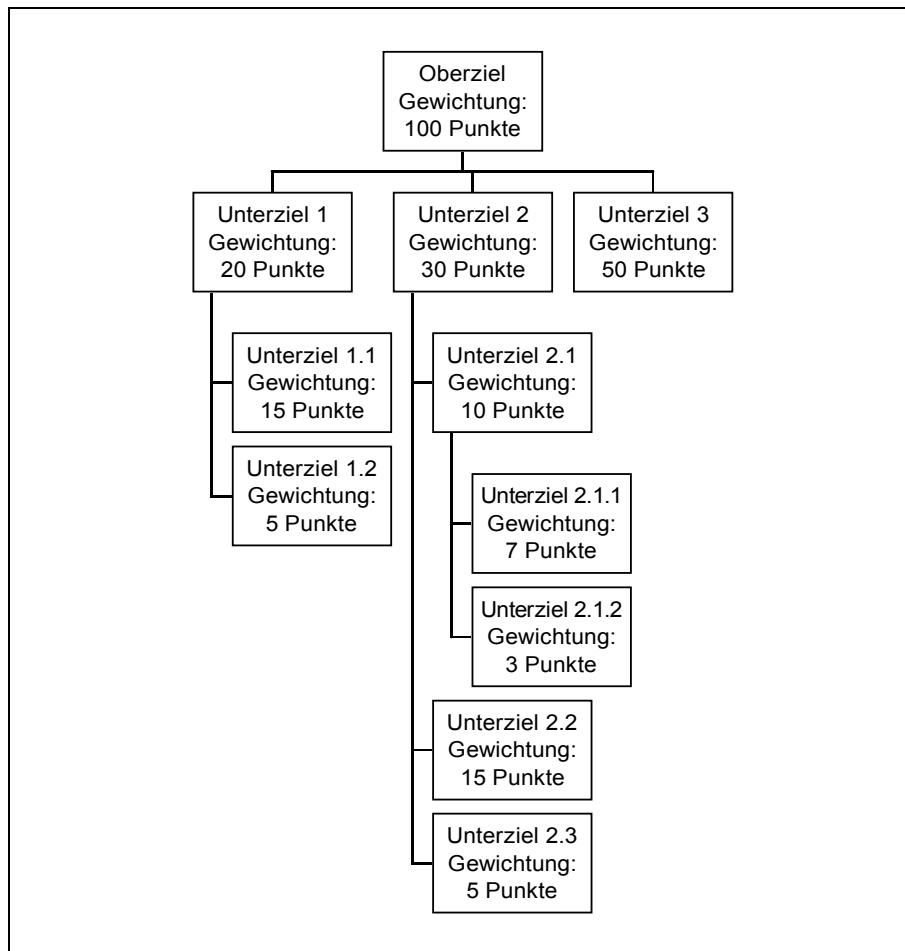 Oberziel
Gewichtung:
100 Punkte
Unterziel 1
Gewichtung:
20 Punkte
Unterziel 2
Gewichtung:
30 Punkte
Unterziel 3
Gewichtung:
50 Punkte
Unterziel 1.1
Gewichtung:
15 Punkte
Unterziel 1.2
Gewichtung:
5 Punkte
Unterziel 2.1
Gewichtung:
10 Punkte
Unterziel 2.1.1
Gewichtung:
7 Punkte
Unterziel 2.1.2
Gewichtung:
3 Punkte
Unterziel 2.2
Gewichtung:
15 Punkte
Unterziel 2.3
Gewichtung:
5 Punkte